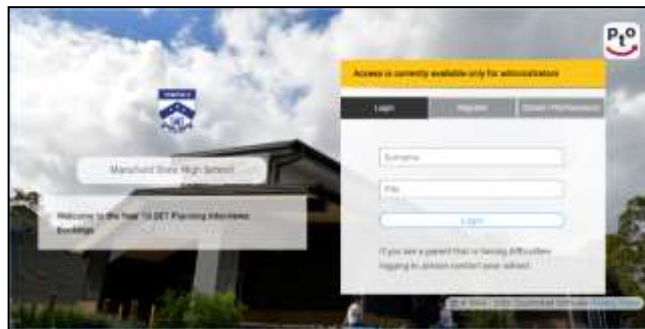 pto
Access is currently available only for administrators
Login
Register
Mansfield State High School
Surname
PIN
Welcome to the Year 10 SET Planning Interviews
Bookings
Login
If you are a parent that is having difficulties
logging in, please contact your school.